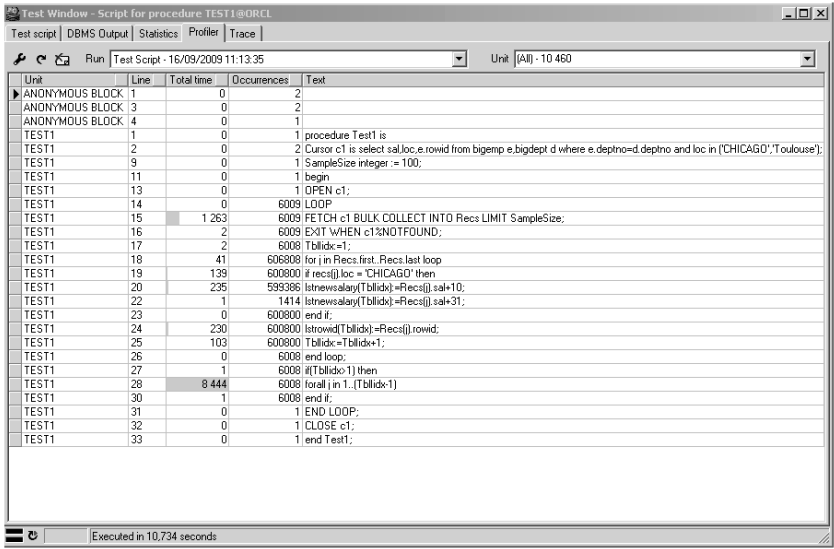 Test Window - Script for procedure TEST1@ORCL
Test script DBMS Output Statistics Profiler Trace
Run Test Script - 16/09/2009 11:13:35 Unit (All) - 10 460
Unit Line Total time Occurrences Text
ANONYMOUS BLOCK 1 0 2
ANONYMOUS BLOCK 3 0 2
ANONYMOUS BLOCK 4 0 1
TEST1 1 0 1 procedure Test1 is
TEST1 2 0 2 Cursor c1 is select sal,loc,e.rowid from bigemp e,bigdept d where e.deptno=d.deptno and loc in ('CHICAGO','Toulouse');
TEST1 9 0 1 SampleSize integer := 100;
TEST1 11 0 1 begin
TEST1 13 0 1 OPEN c1;
TEST1 14 0 6009 LOOP
TEST1 15 1 263 6009 FETCH c1 BULK COLLECT INTO Recs LIMIT SampleSize;
TEST1 16 2 6009 EXIT WHEN c1%NOTFOUND;
TEST1 17 2 6008 Tbllidx:=1;
TEST1 18 41 606808 for j in Recs.first..Recs.last loop
TEST1 19 139 600800 if recs(j).loc = 'CHICAGO' then
TEST1 20 235 599386 lstnewsalary(Tbllidx):=Recs(j).sal+10;
TEST1 22 1 1414 lstnewsalary(Tbllidx):=Recs(j).sal+31;
TEST1 23 0 600800 end if;
TEST1 24 230 600800 lstrowid(Tbllidx):=Recs(j).rowid;
TEST1 25 103 600800 Tbllidx:=Tbllidx+1;
TEST1 26 0 6008 end loop;
TEST1 27 1 6008 if(Tbllidx>1) then
TEST1 28 8 444 6008 forall j in 1..(Tbllidx-1)
TEST1 30 1 6008 end if;
TEST1 31 0 1 END LOOP;
TEST1 32 0 1 CLOSE c1;
TEST1 33 0 1 end Test1;
Executed in 10,734 seconds